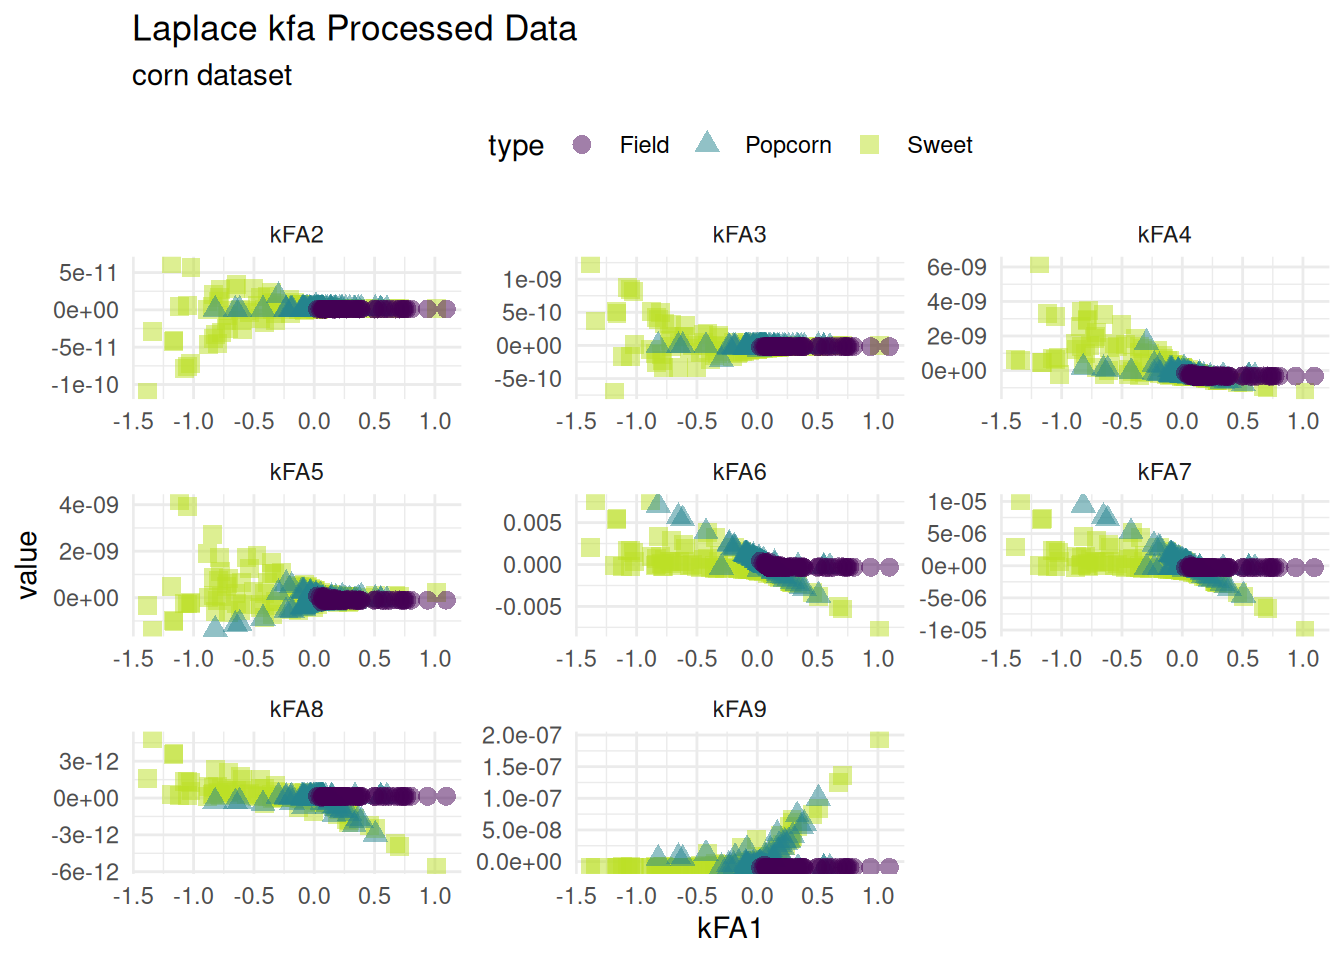 Laplace kfa Processed Data
corn dataset
type Field Popcorn Sweet
kFA2 kFA3 kFA4
5e-11 0e+00 -5e-11 -1e-10
1e-09 5e-10 0e+00 -5e-10
6e-09 4e-09 2e-09 0e+00
-1.5 -1.0 -0.5 0.0 0.5 1.0 -1.5 -1.0 -0.5 0.0 0.5 1.0 -1.5 -1.0 -0.5 0.0 0.5 1.0
kFA5 kFA6 kFA7
4e-09 2e-09 0e+00
0.005 0.000 -0.005
1e-05 5e-06 0e+00 -5e-06 -1e-05
-1.5 -1.0 -0.5 0.0 0.5 1.0 -1.5 -1.0 -0.5 0.0 0.5 1.0 -1.5 -1.0 -0.5 0.0 0.5 1.0
kFA8 kFA9
3e-12 0e+00 -3e-12 -6e-12
2.0e-07 1.5e-07 1.0e-07 5.0e-08 0.0e+00
-1.5 -1.0 -0.5 0.0 0.5 1.0 -1.5 -1.0 -0.5 0.0 0.5 1.0
value
kFA1